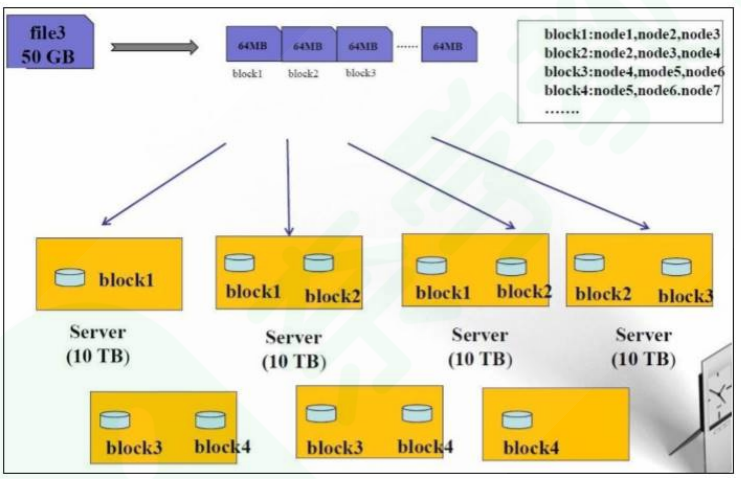 file3
50 GB
64MB 64MB 64MB ...... 64MB
block1 block2 block3
block1:node1,node2,node3
block2:node2,node3,node4
block3:node4,mode5,node6
block4:node5,node6.node7
.......
block1
block1 block2
block1 block2
block2 block3
Server
(10 TB)
Server
(10 TB)
Server
(10 TB)
Server
(10 TB)
block3 block4
block3 block4
block4